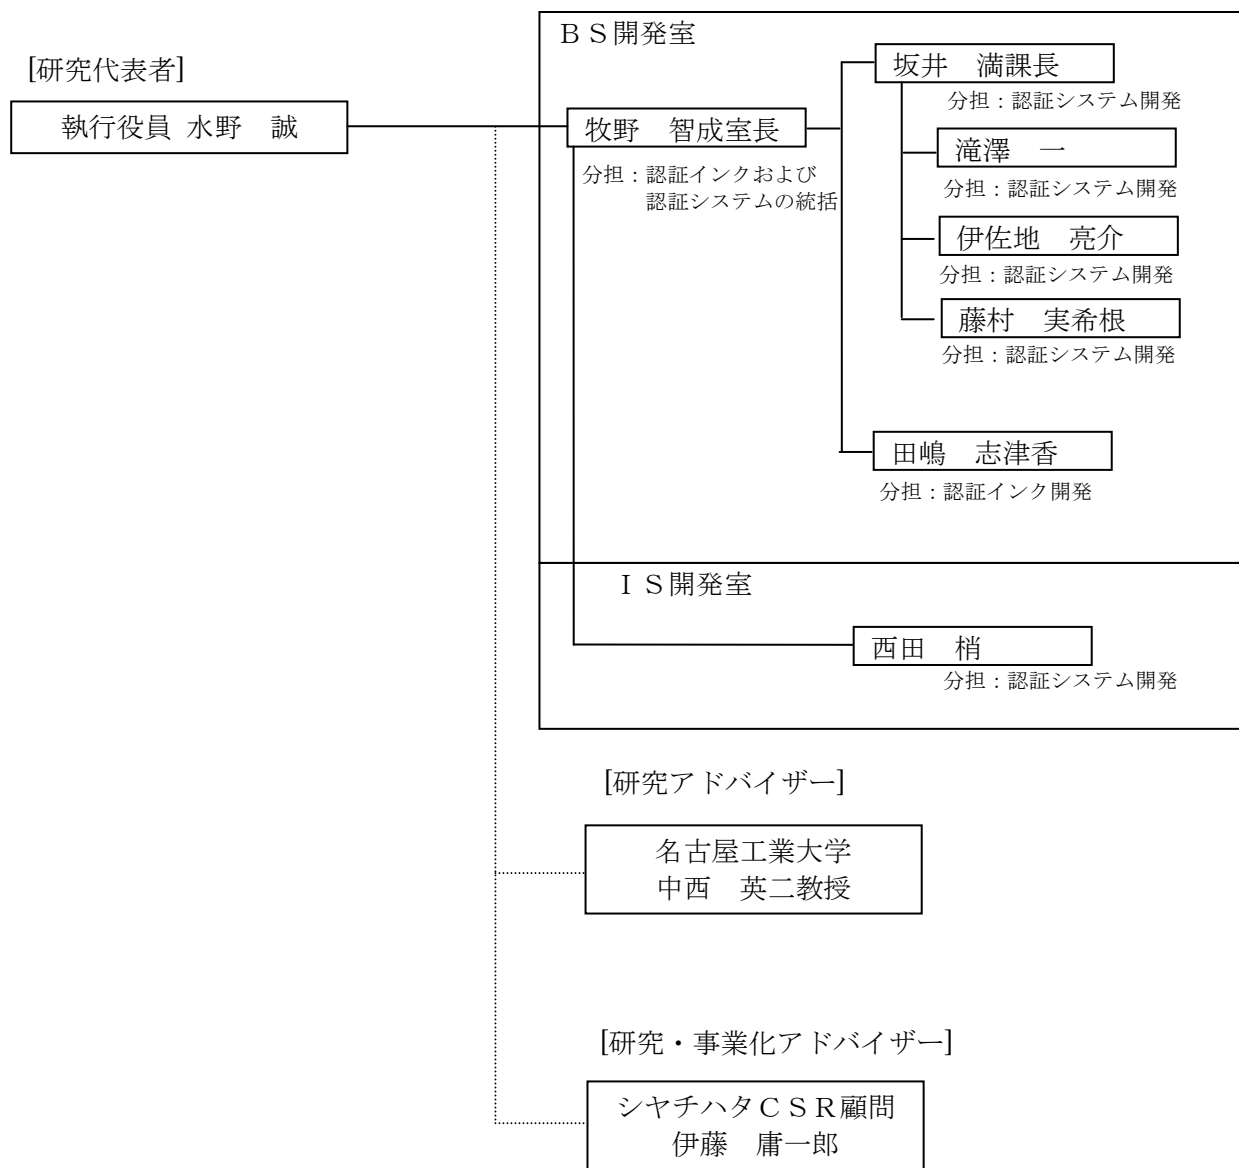 ＢＳ開発室
[研究代表者]
執行役員 水野　誠
牧野　智成室長
分担：認証インクおよび
認証システムの統括
坂井　満課長
分担：認証システム開発
滝澤　一
分担：認証システム開発
伊佐地　亮介
分担：認証システム開発
藤村　実希根
分担：認証システム開発
田嶋　志津香
分担：認証インク開発
ＩＳ開発室
西田　梢
分担：認証システム開発
[研究アドバイザー]
名古屋工業大学
中西　英二教授
[研究・事業化アドバイザー]
シヤチハタＣＳＲ顧問
伊藤　庸一郎